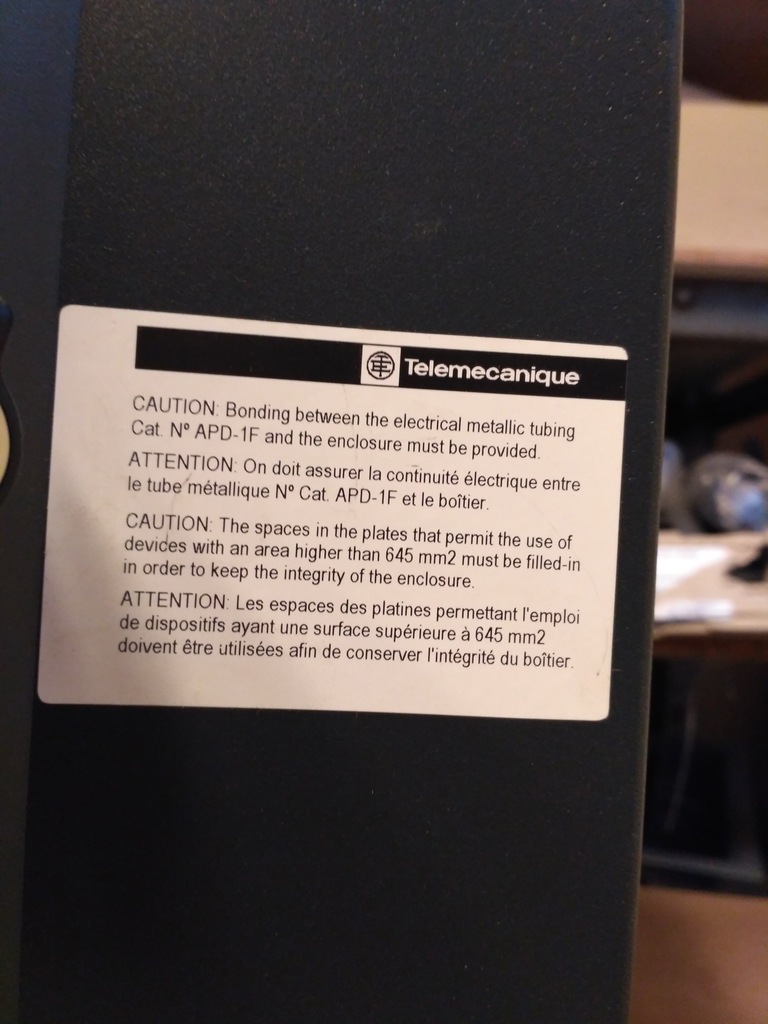 Telemecanique
CAUTION: Bonding between the electrical metallic tubing
Cat. Nº APD-1F and the enclosure must be provided.
ATTENTION: On doit assurer la continuité électrique entre
le tube métallique Nº Cat. APD-1F et le boîtier.
CAUTION: The spaces in the plates that permit the use of
devices with an area higher than 645 mm2 must be filled-in
in order to keep the integrity of the enclosure.
ATTENTION: Les espaces des platines permettant l'emploi
de dispositifs ayant une surface supérieure à 645 mm2
doivent être utilisées afin de conserver l'intégrité du boîtier.